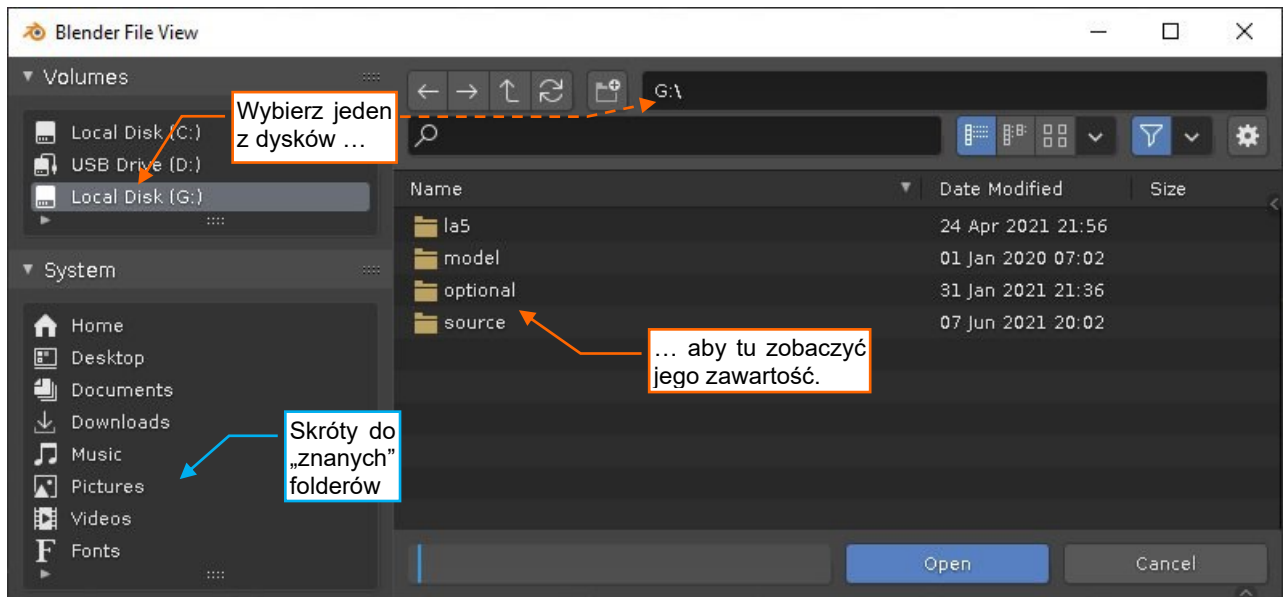 Blender File View
Volumes
Local Disk (C:)
USB Drive (D:)
Local Disk (G:)
System
Home
Desktop
Documents
Downloads
Music
Pictures
Videos
Fonts
Wybierz jeden
z dysków …
Skróty do
„znanych”
folderów
G:\
Name Date Modified Size
la5 24 Apr 2021 21:56
model 01 Jan 2020 07:02
optional 31 Jan 2021 21:36
source 07 Jun 2021 20:02
… aby tu zobaczyć
jego zawartość.
Open Cancel